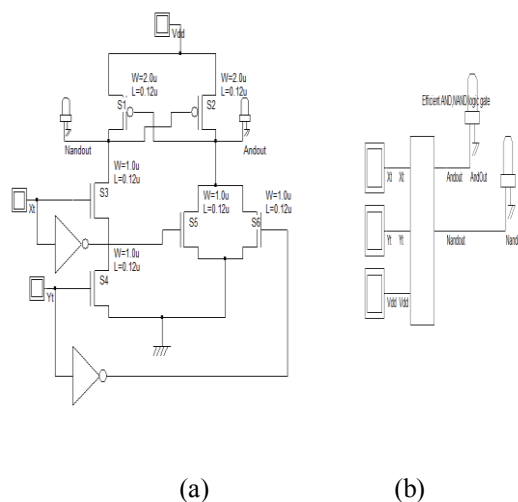 Vdd
W=2.0u
L=0.12u
S1
W=2.0u
L=0.12u
S2
Nandout
Andout
W=1.0u
L=0.12u
S3
Xt
W=1.0u
L=0.12u
S5
W=1.0u
L=0.12u
S6
W=1.0u
L=0.12u
S4
Yt
Efficient AND,NAND logic gate
Xt Xt Andout AndOut
Yt Yt Nandout Nand
Vdd Vdd
(a) (b)